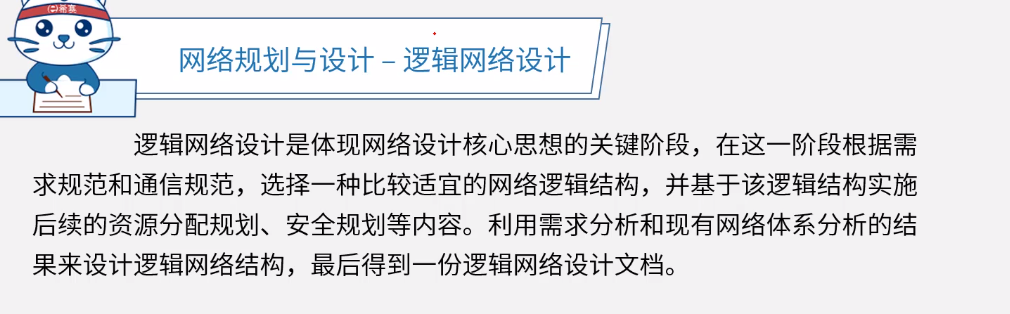 希赛
网络规划与设计 – 逻辑网络设计
逻辑网络设计是体现网络设计核心思想的关键阶段，在这一阶段根据需
求规范和通信规范，选择一种比较适宜的网络逻辑结构，并基于该逻辑结构实施
后续的资源分配规划、安全规划等内容。利用需求分析和现有网络体系分析的结
果来设计逻辑网络结构，最后得到一份逻辑网络设计文档。